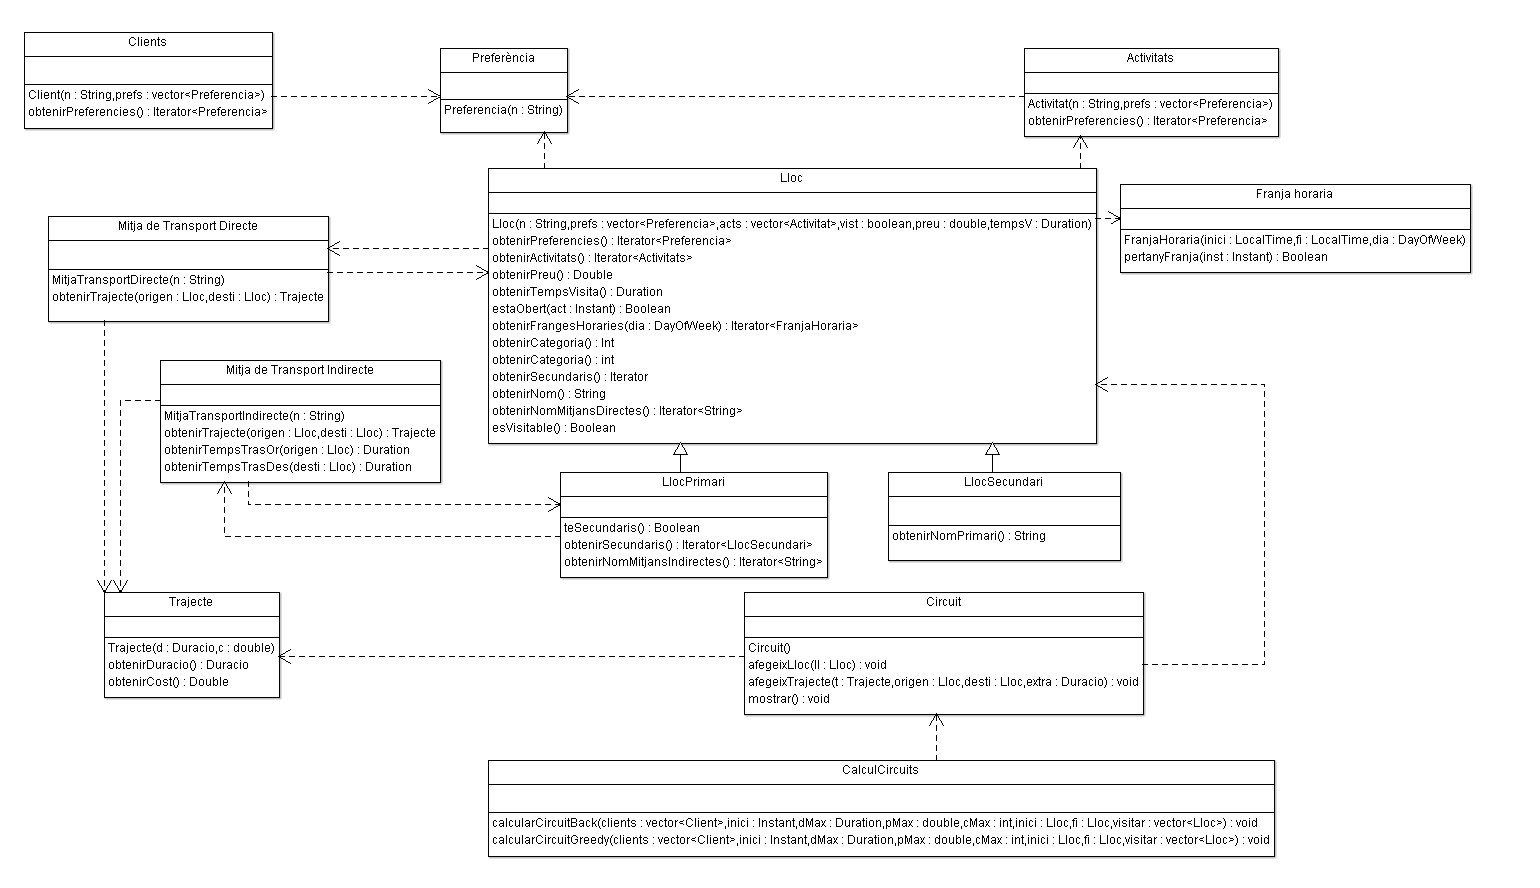 Clients
Client(n : String,prefs : vector<Preferencia>)
obtenirPreferencies() : Iterator<Preferencia>
Preferència
Preferencia(n : String)
Activitats
Activitat(n : String,prefs : vector<Preferencia>)
obtenirPreferencies() : Iterator<Preferencia>
Lloc
Lloc(n : String,prefs : vector<Preferencia>,acts : vector<Activitat>,vist : boolean,preu : double,tempsV : Duration)
obtenirPreferencies() : Iterator<Preferencia>
obtenirActivitats() : Iterator<Activitats>
obtenirPreu() : Double
obtenirTempsVisita() : Duration
estaObert(act : Instant) : Boolean
obtenirFrangesHoraries(dia : DayOfWeek) : Iterator<FranjaHoraria>
obtenirCategoria() : Int
obtenirCategoria() : int
obtenirSecundaris() : Iterator
obtenirNom() : String
obtenirNomMitjansDirectes() : Iterator<String>
esVisitable() : Boolean
Franja horaria
FranjaHoraria(inici : LocalTime,fi : LocalTime,dia : DayOfWeek)
pertanyFranja(inst : Instant) : Boolean
Mitja de Transport Directe
MitjaTransportDirecte(n : String)
obtenirTrajecte(origen : Lloc,desti : Lloc) : Trajecte
Mitja de Transport Indirecte
MitjaTransportIndirecte(n : String)
obtenirTrajecte(origen : Lloc,desti : Lloc) : Trajecte
obtenirTempsTrasOr(origen : Lloc) : Duration
obtenirTempsTrasDes(desti : Lloc) : Duration
LlocPrimari
teSecundaris() : Boolean
obtenirSecundaris() : Iterator<LlocSecundari>
obtenirNomMitjansIndirectes() : Iterator<String>
LlocSecundari
obtenirNomPrimari() : String
Trajecte
Trajecte(d : Duracio,c : double)
obtenirDuracio() : Duracio
obtenirCost() : Double
Circuit
Circuit()
afegeixLloc(ll : Lloc) : void
afegeixTrajecte(t : Trajecte,origen : Lloc,desti : Lloc,extra : Duracio) : void
mostrar() : void
CalculCircuits
calcularCircuitBack(clients : vector<Client>,inici : Instant,dMax : Duration,pMax : double,cMax : int,inici : Lloc,fi : Lloc,visitar : vector<Lloc>) : void
calcularCircuitGreedy(clients : vector<Client>,inici : Instant,dMax : Duration,pMax : double,cMax : int,inici : Lloc,fi : Lloc,visitar : vector<Lloc>) : void